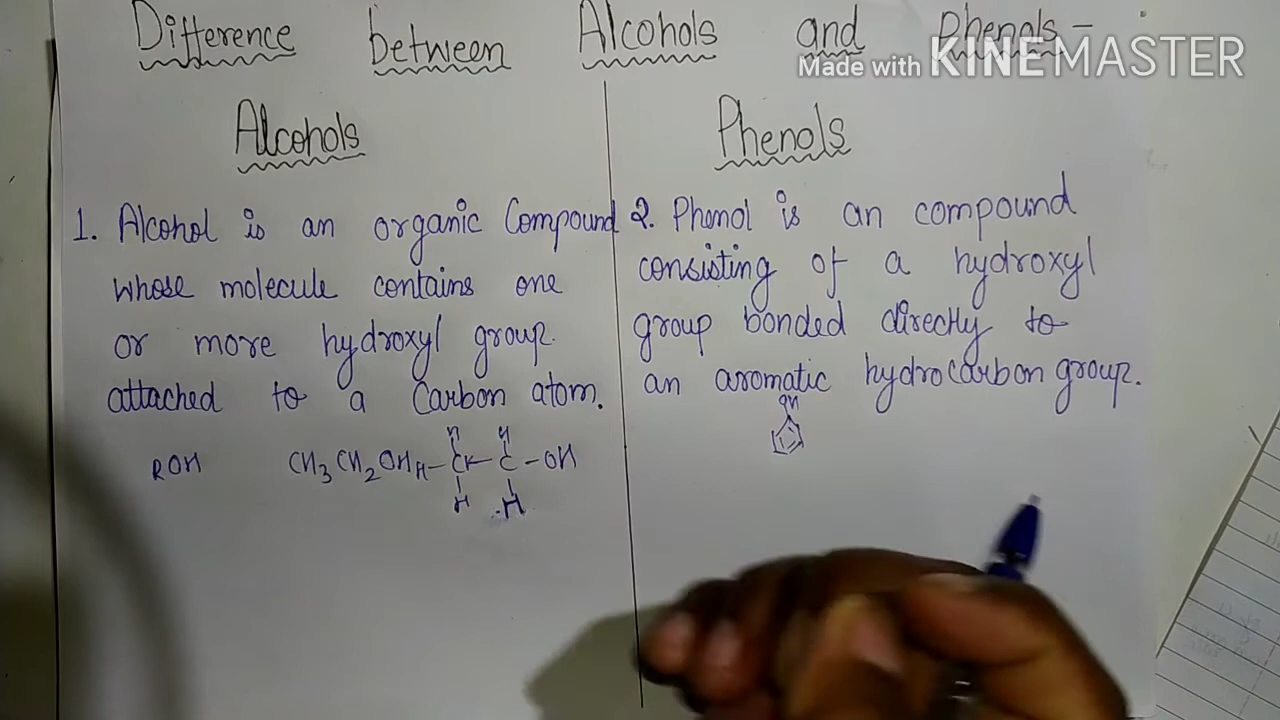 Difference between Alcohols and Phenols-
Made with KINEMASTER
Alcohols
1. Alcohol is an organic Compound
whose molecule contains one
or more hydroxyl group.
attached to a Carbon atom.
ROH CH3CH2OH H-C-C-OH
H H
H H
Phenols
2. Phenol is an compound
consisting of a hydroxyl
group bonded directly to
an aromatic hydrocarbon group.
OH